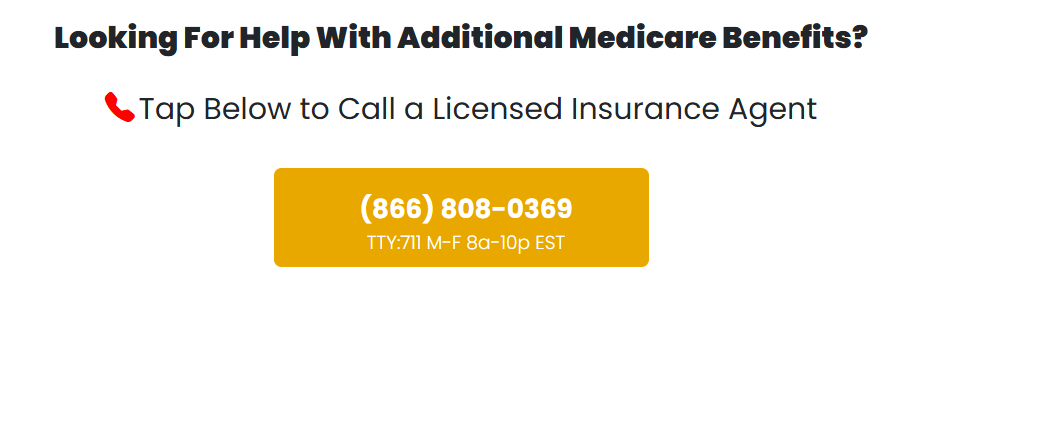 Looking For Help With Additional Medicare Benefits?
Tap Below to Call a Licensed Insurance Agent
(866) 808-0369
TTY:711 M-F 8a-10p EST